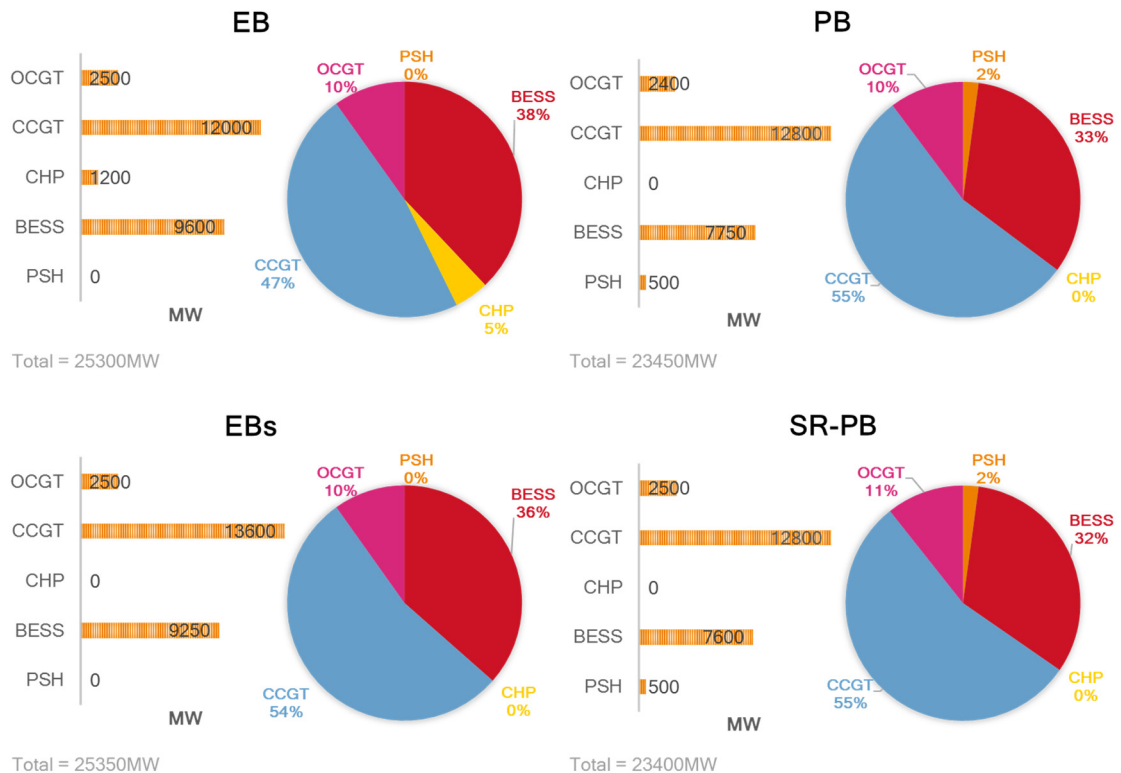 EB
OCGT 2500
CCGT 12000
CHP 1200
BESS 9600
PSH 0
MW
PSH
0%
OCGT
10%
BESS
38%
CCGT
47%
CHP
5%
Total = 25300MW
PB
OCGT 2400
CCGT 12800
CHP 0
BESS 7750
PSH 500
MW
PSH
2%
OCGT
10%
BESS
33%
CCGT
55%
CHP
0%
Total = 23450MW
EBs
OCGT 2500
CCGT 13600
CHP 0
BESS 9250
PSH 0
MW
PSH
0%
OCGT
10%
BESS
36%
CCGT
54%
CHP
0%
Total = 25350MW
SR-PB
OCGT 2500
CCGT 12800
CHP 0
BESS 7600
PSH 500
MW
PSH
2%
OCGT
11%
BESS
32%
CCGT
55%
CHP
0%
Total = 23400MW